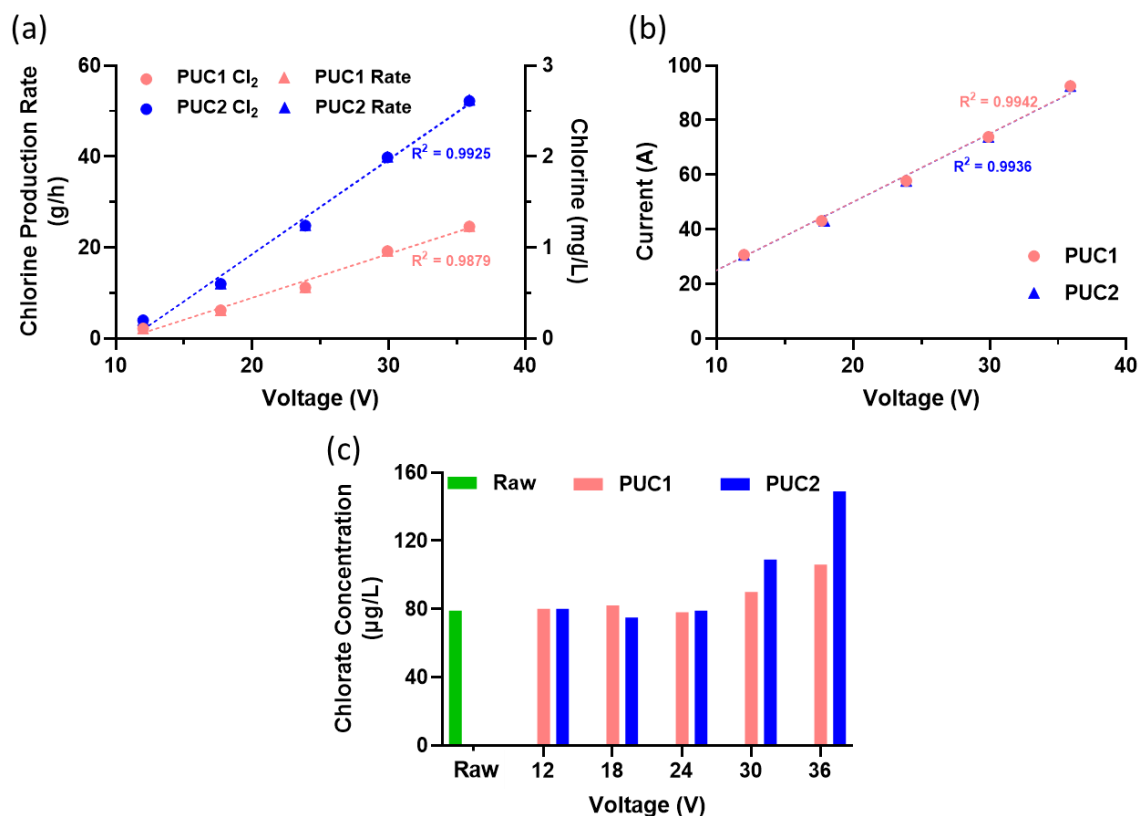 (a)
60
40
20
0
Chlorine Production Rate
(g/h)
PUC1 Cl₂
PUC1 Rate
PUC2 Cl₂
PUC2 Rate
R² = 0.9925
R² = 0.9879
3
2
1
0
Chlorine (mg/L)
10 20 30 40
Voltage (V)
(b)
100
80
60
40
20
0
Current (A)
R² = 0.9942
R² = 0.9936
PUC1
PUC2
10 20 30 40
Voltage (V)
(c)
160
120
80
40
0
Chlorate Concentration
(µg/L)
Raw PUC1 PUC2
Raw 12 18 24 30 36
Voltage (V)